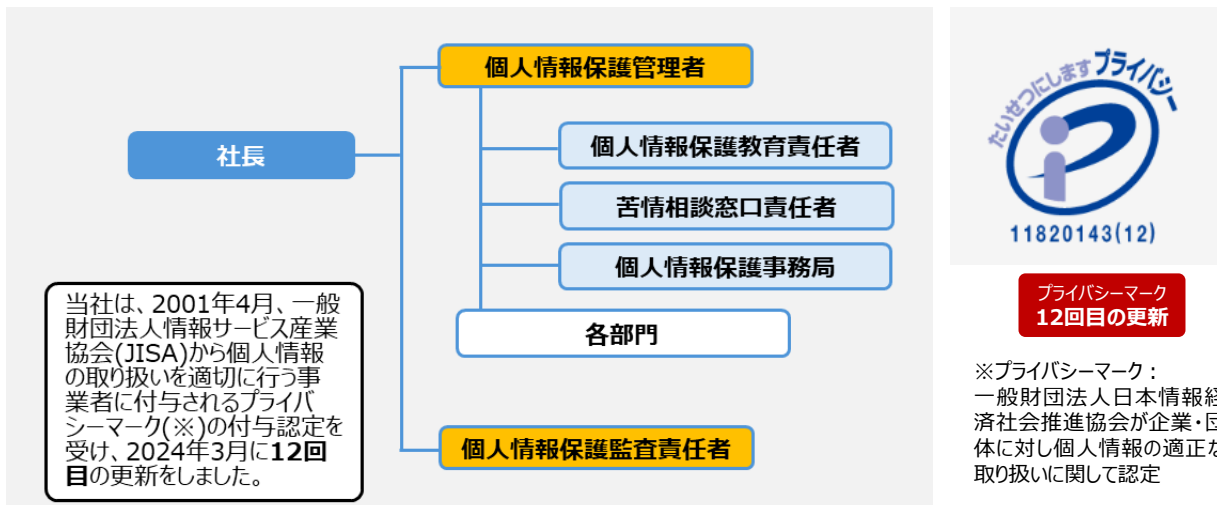 個人情報保護管理者
社長
個人情報保護教育責任者
苦情相談窓口責任者
個人情報保護事務局
各部門
個人情報保護監査責任者
当社は、2001年4月、一般
財団法人情報サービス産業
協会(JISA)から個人情報
の取り扱いを適切に行う事
業者に付与されるプライバ
シーマーク(※)の付与認定を
受け、2024年3月に12回
目の更新をしました。
たいせつにしますプライバシー
11820143(12)
プライバシーマーク
12回目の更新
※プライバシーマーク：
一般財団法人日本情報経
済社会推進協会が企業・団
体に対し個人情報の適正な
取り扱いに関して認定